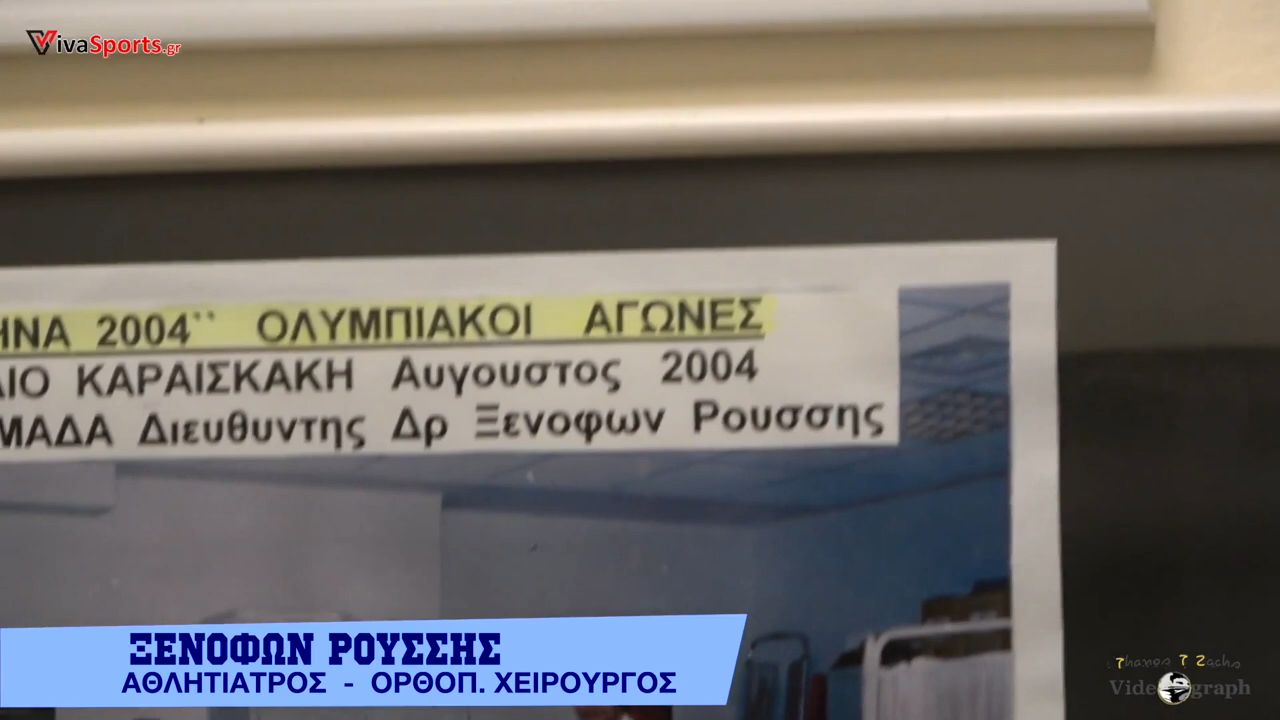 VivaSports.gr
ΗΝΑ 2004`` ΟΛΥΜΠΙΑΚΟΙ ΑΓΩΝΕΣ
ΙΟ ΚΑΡΑΙΣΚΑΚΗ Αυγουστος 2004
ΜΑΔΑ Διευθυντης Δρ Ξενοφων Ρουσσης
ΞΕΝΟΦΩΝ ΡΟΥΣΣΗΣ
ΑΘΛΗΤΙΑΤΡΟΣ - ΟΡΘΟΠ. ΧΕΙΡΟΥΡΓΟΣ